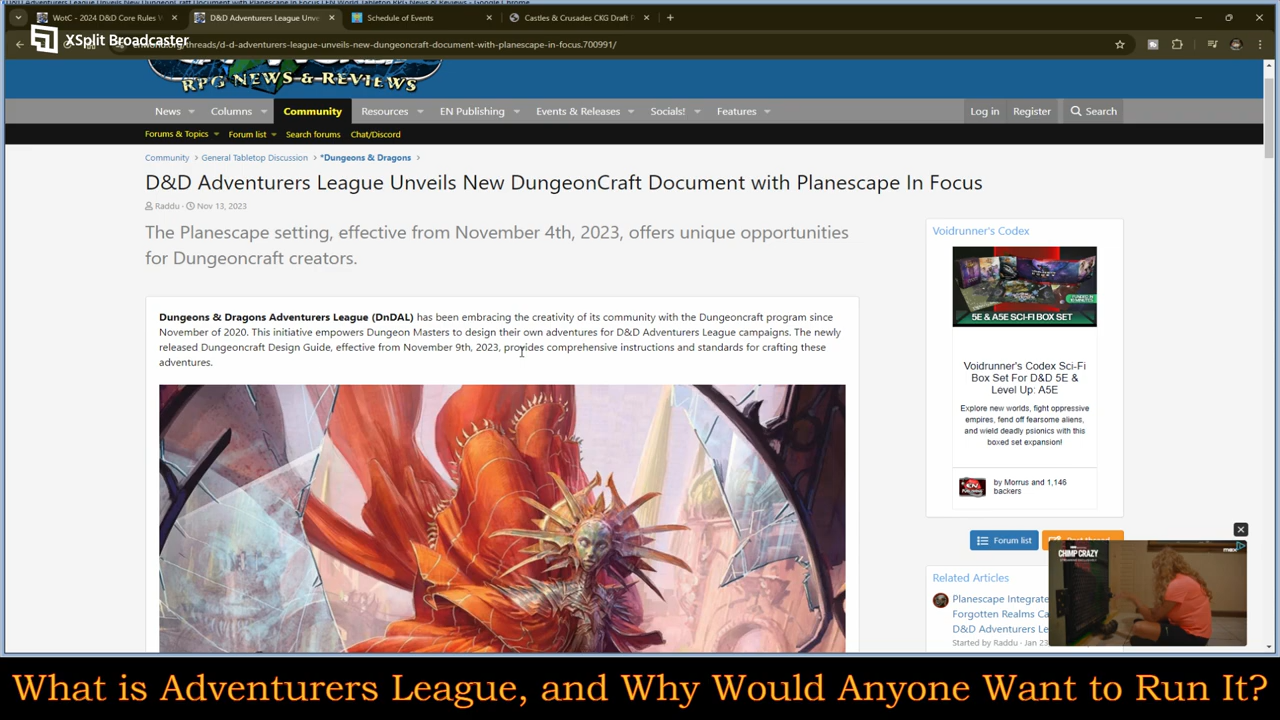 WotC - 2024 D&D Core Rules
D&D Adventurers League Unve
Schedule of Events
Castles & Crusades CKG Draft
XSplit Broadcaster
/threads/d-d-adventurers-league-unveils-new-dungeoncraft-document-with-planescape-in-focus.700991/
RPG NEWS & REVIEWS
News
Columns
Community
Resources
EN Publishing
Events & Releases
Socials!
Features
Log in
Register
Search
Forums & Topics
Forum list
Search forums
Chat/Discord
Community > General Tabletop Discussion > *Dungeons & Dragons >
D&D Adventurers League Unveils New DungeonCraft Document with Planescape In Focus
Raddu · Nov 13, 2023
The Planescape setting, effective from November 4th, 2023, offers unique opportunities
for Dungeoncraft creators.
Dungeons & Dragons Adventurers League (DnDAL) has been embracing the creativity of its community with the Dungeoncraft program since
November of 2020. This initiative empowers Dungeon Masters to design their own adventures for D&D Adventurers League campaigns. The newly
released Dungeoncraft Design Guide, effective from November 9th, 2023, provides comprehensive instructions and standards for crafting these
adventures.
Voidrunner's Codex
5E & A5E SCI-FI BOX SET
Voidrunner's Codex Sci-Fi
Box Set For D&D 5E &
Level Up: A5E
Explore new worlds, fight oppressive
empires, fend off fearsome aliens,
and wield deadly psionics with this
boxed set expansion!
by Morrus and 1,146
backers
Forum list
CHIMP CRAZY
max
Related Articles
Planescape Integrate
Forgotten Realms Ca
D&D Adventurers Le
Started by Raddu · Jan 23
What is Adventurers League, and Why Would Anyone Want to Run It?